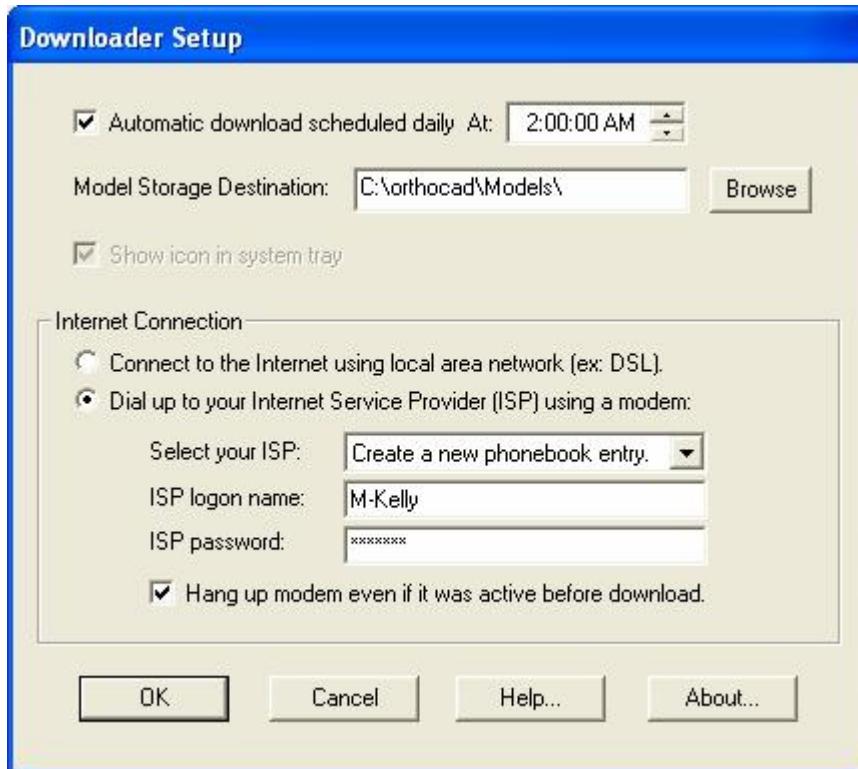 Downloader Setup
Automatic download scheduled daily At: 2:00:00 AM
Model Storage Destination: C:\orthocad\Models\ Browse
Show icon in system tray
Internet Connection
Connect to the Internet using local area network (ex: DSL).
Dial up to your Internet Service Provider (ISP) using a modem:
Select your ISP: Create a new phonebook entry.
ISP logon name: M-Kelly
ISP password: xxxxxxx
Hang up modem even if it was active before download.
OK Cancel Help... About...